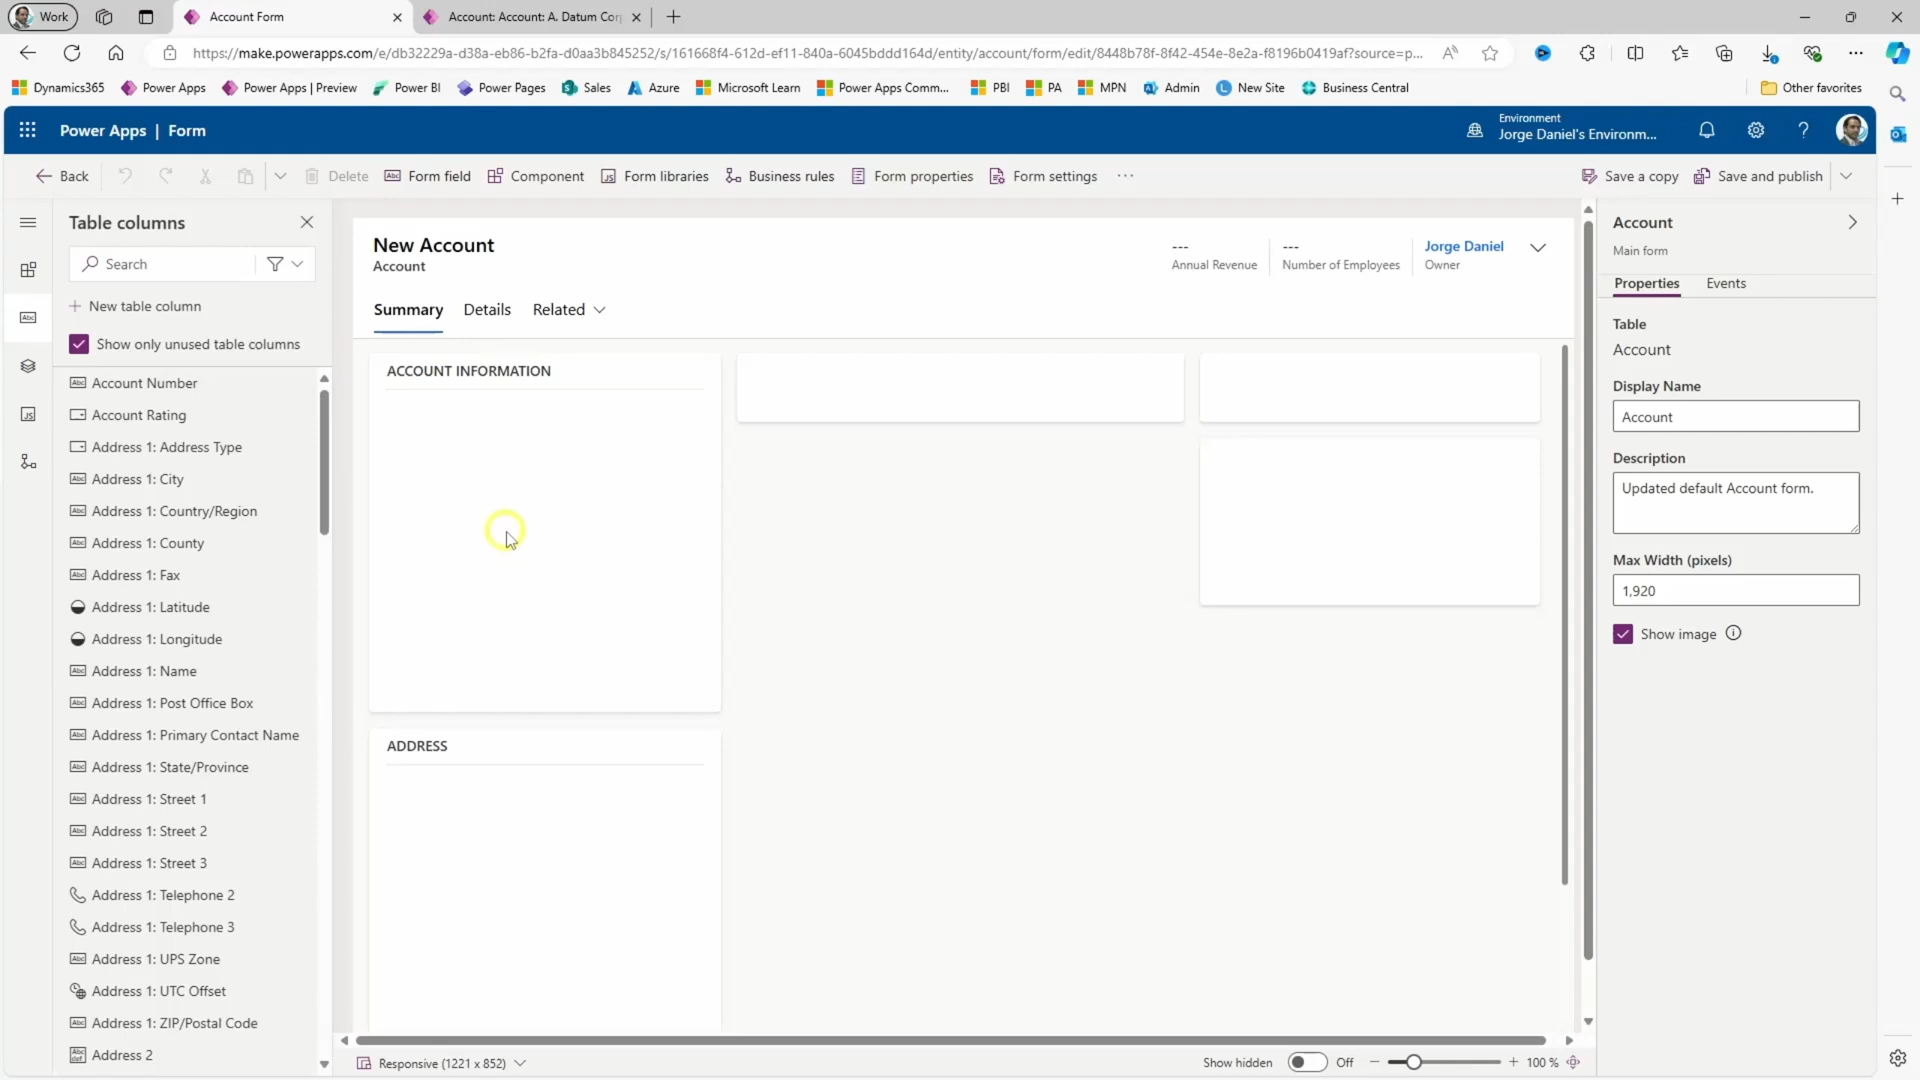 Work
Account Form
Account: Account: A. Datum Cor
https://make.powerapps.com/e/db32229a-d38a-eb86-b2fa-d0aa3b845252/s/161668f4-612d-ef11-840a-6045bddd164d/entity/account/form/edit/8448b78f-8f42-454e-8e2a-f8196b0419af?source=p...
Dynamics365
Power Apps
Power Apps | Preview
Power BI
Power Pages
Sales
Azure
Microsoft Learn
Power Apps Comm...
PBI
PA
MPN
Admin
New Site
Business Central
Other favorites
Power Apps | Form
Environment
Jorge Daniel's Environm...
Back
Delete
Form field
Component
Form libraries
Business rules
Form properties
Form settings
Save a copy
Save and publish
Table columns
Search
New table column
Show only unused table columns
Account Number
Account Rating
Address 1: Address Type
Address 1: City
Address 1: Country/Region
Address 1: County
Address 1: Fax
Address 1: Latitude
Address 1: Longitude
Address 1: Name
Address 1: Post Office Box
Address 1: Primary Contact Name
Address 1: State/Province
Address 1: Street 1
Address 1: Street 2
Address 1: Street 3
Address 1: Telephone 2
Address 1: Telephone 3
Address 1: UPS Zone
Address 1: UTC Offset
Address 1: ZIP/Postal Code
Address 2
New Account
Account
---
Annual Revenue
---
Number of Employees
Jorge Daniel
Owner
Summary
Details
Related
ACCOUNT INFORMATION
ADDRESS
Responsive (1221 x 852)
Show hidden
Off
100 %
Account
Main form
Properties
Events
Table
Account
Display Name
Account
Description
Updated default Account form.
Max Width (pixels)
1,920
Show image